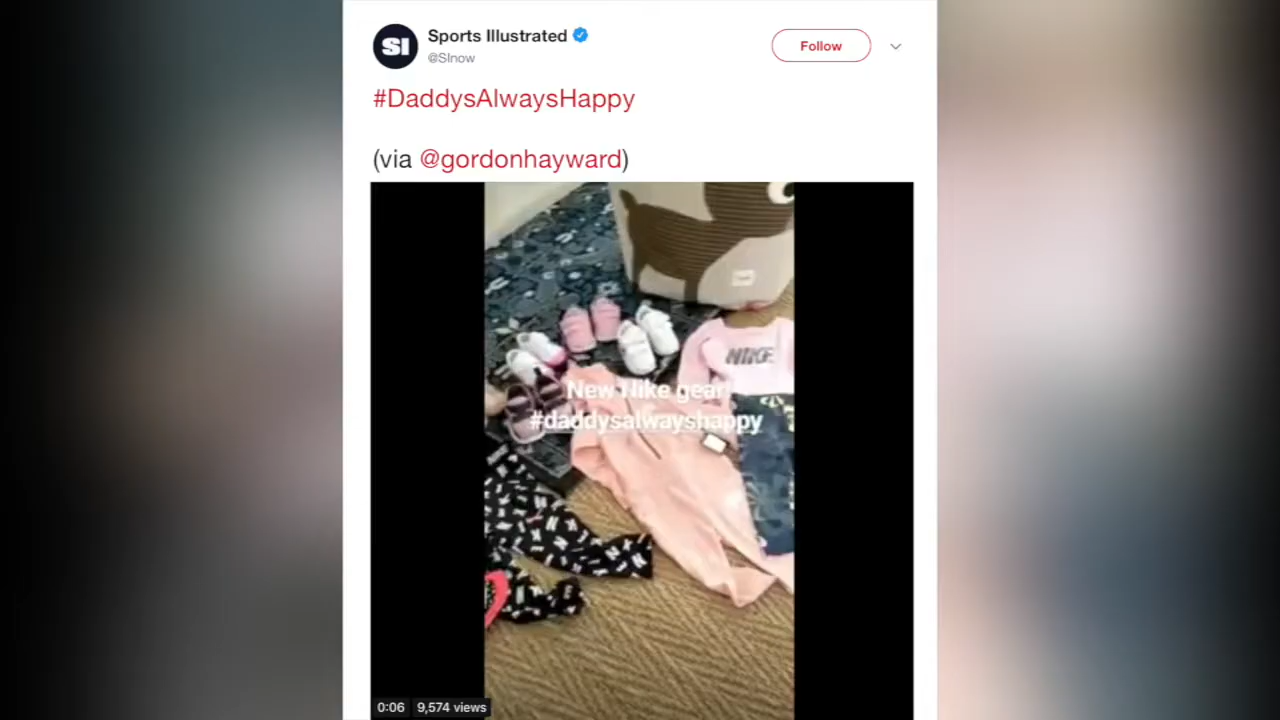 SI
Sports Illustrated
@SInow
Follow
#DaddysAlwaysHappy
(via @gordonhayward)
NIKE
New Nike gear!
#daddysalwayshappy
0:06 9,574 views